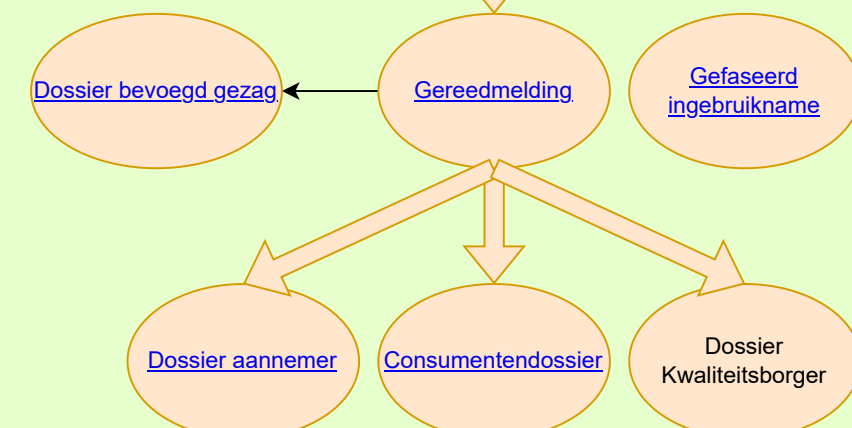 Dossier bevoegd gezag
Gereedmelding
Gefaseerd
ingebruikname
Dossier aannemer
Consumentendossier
Dossier
Kwaliteitsborger